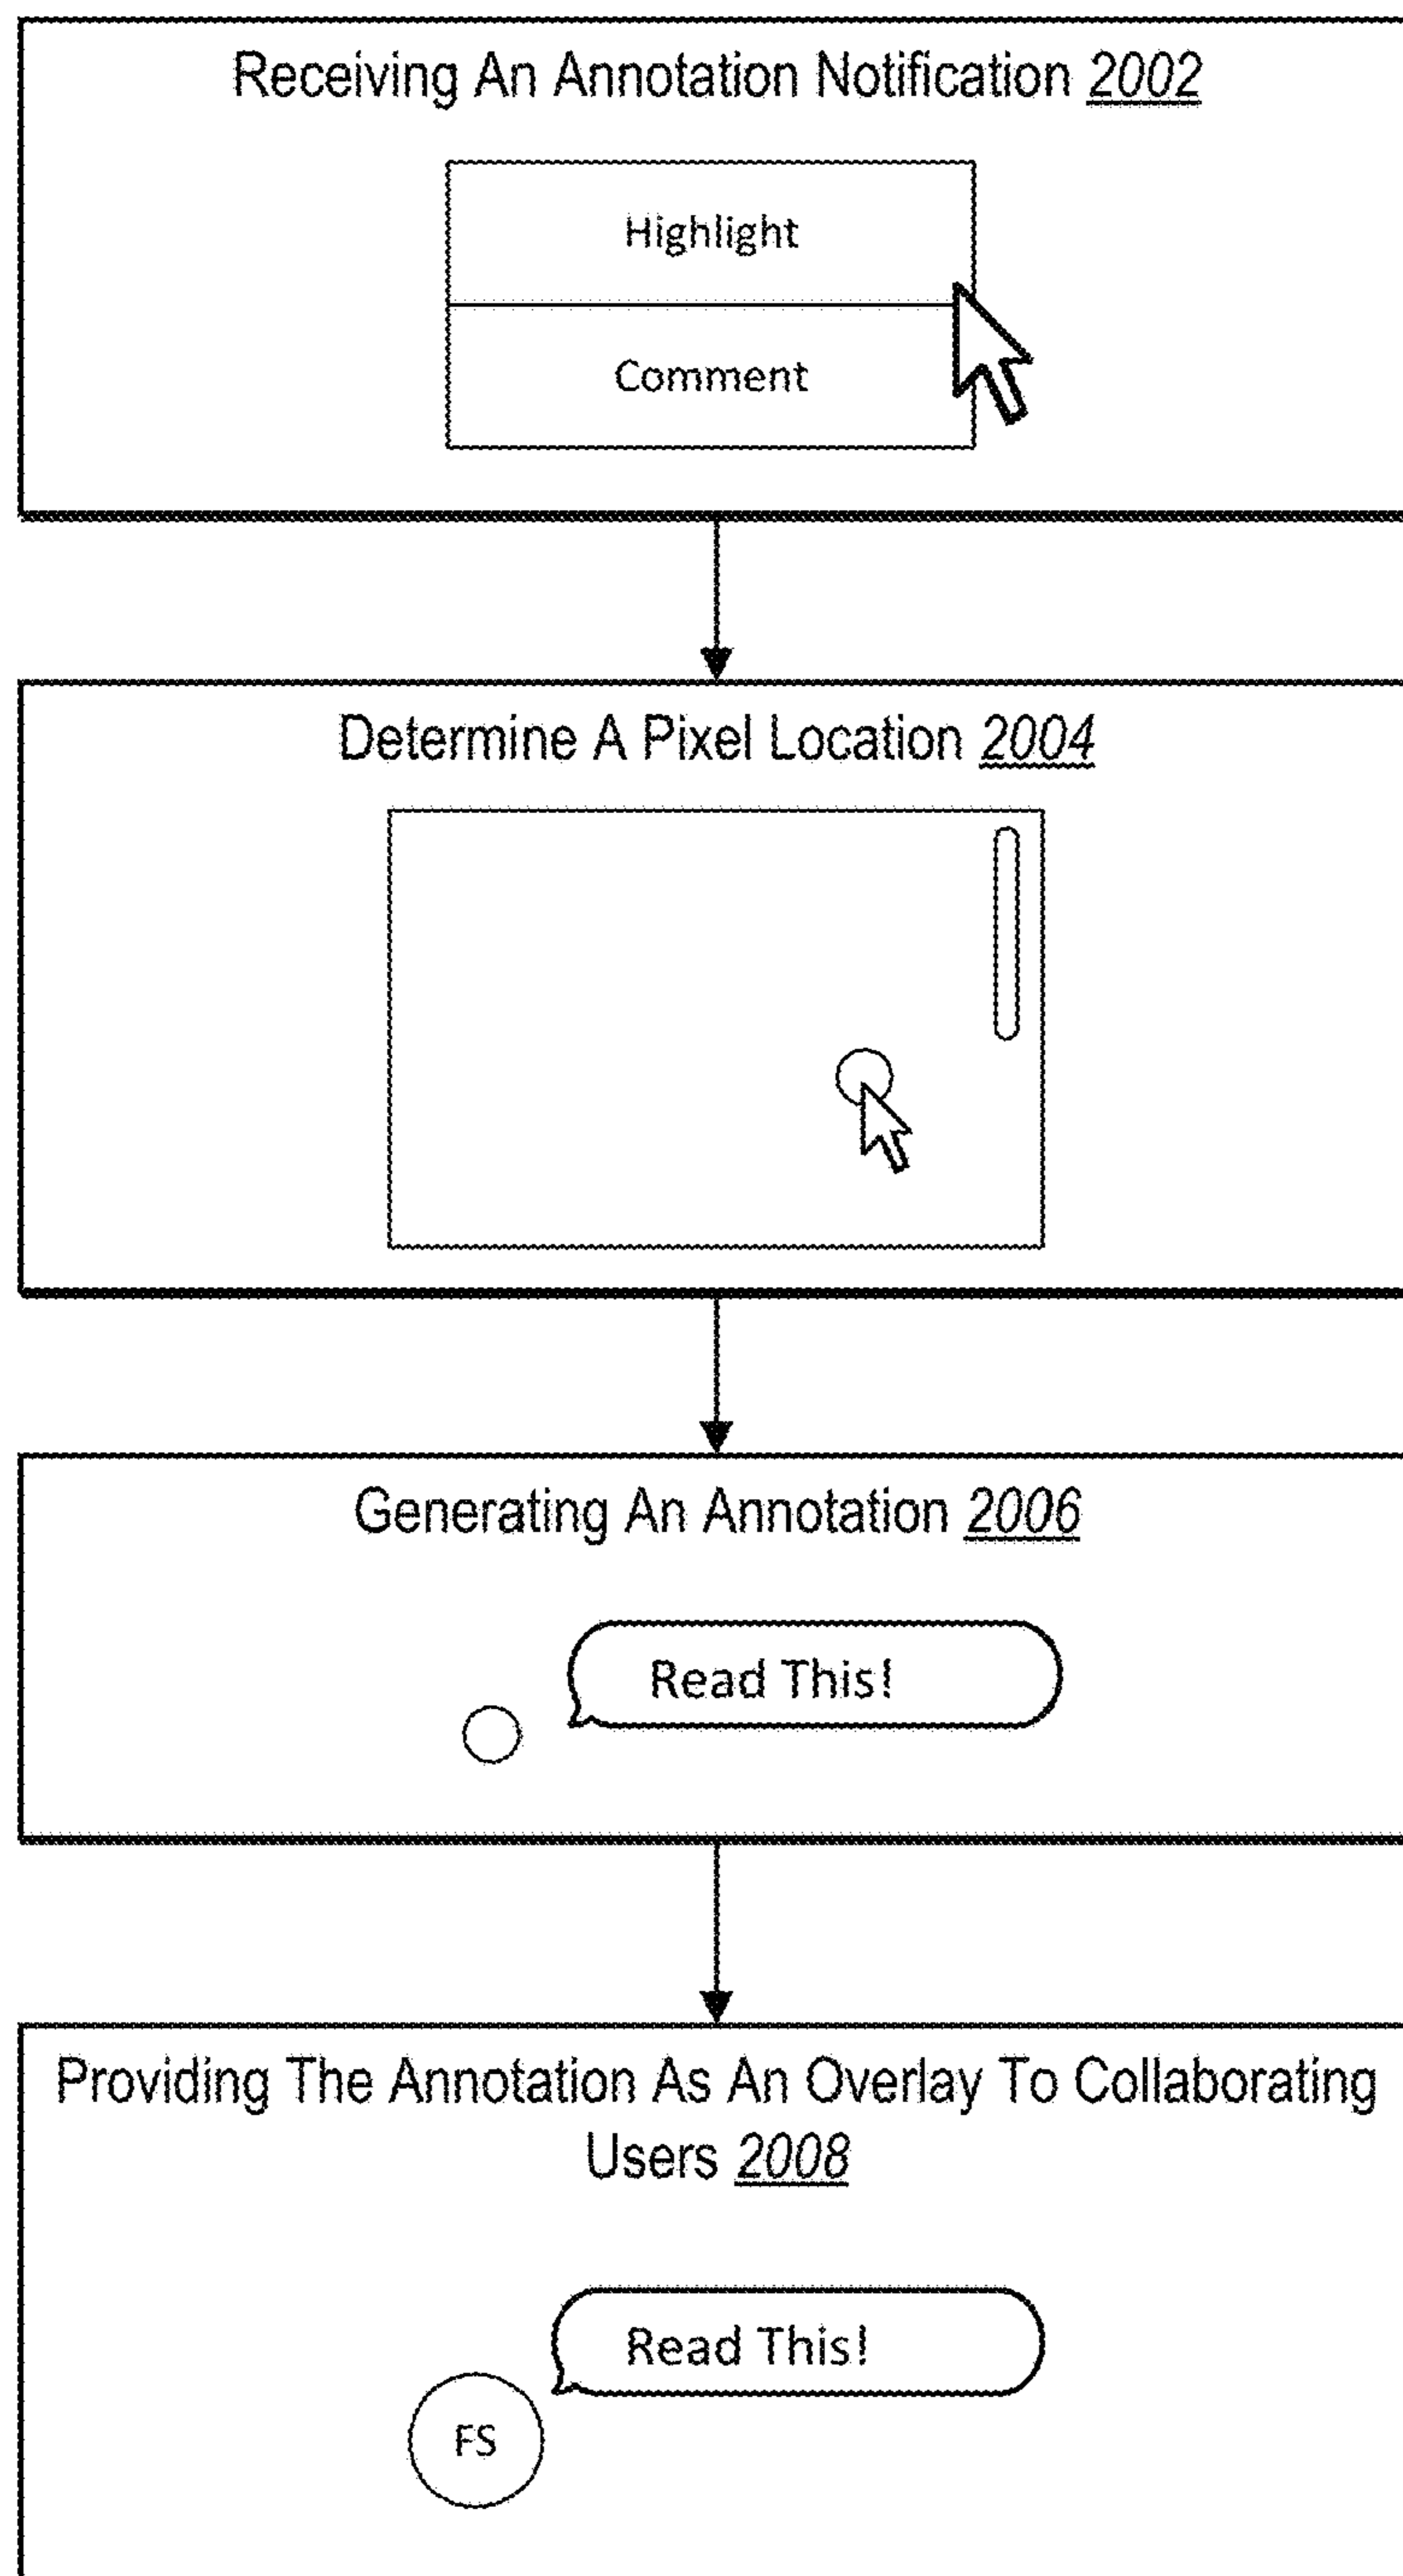 Receiving An Annotation Notification 2002
Highlight
Comment
Determine A Pixel Location 2004
Generating An Annotation 2006
Read This!
Providing The Annotation As An Overlay To Collaborating
Users 2008
Read This!
FS